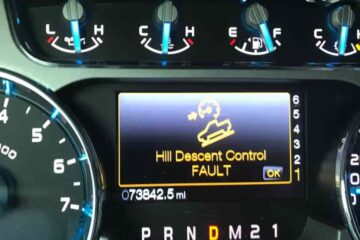 L H
C H
E F
C H
6
5
4
3
2
1
Hill Descent Control
FAULT
OK
073842.5 mi
7
6
5
000
P R N D M 2 1